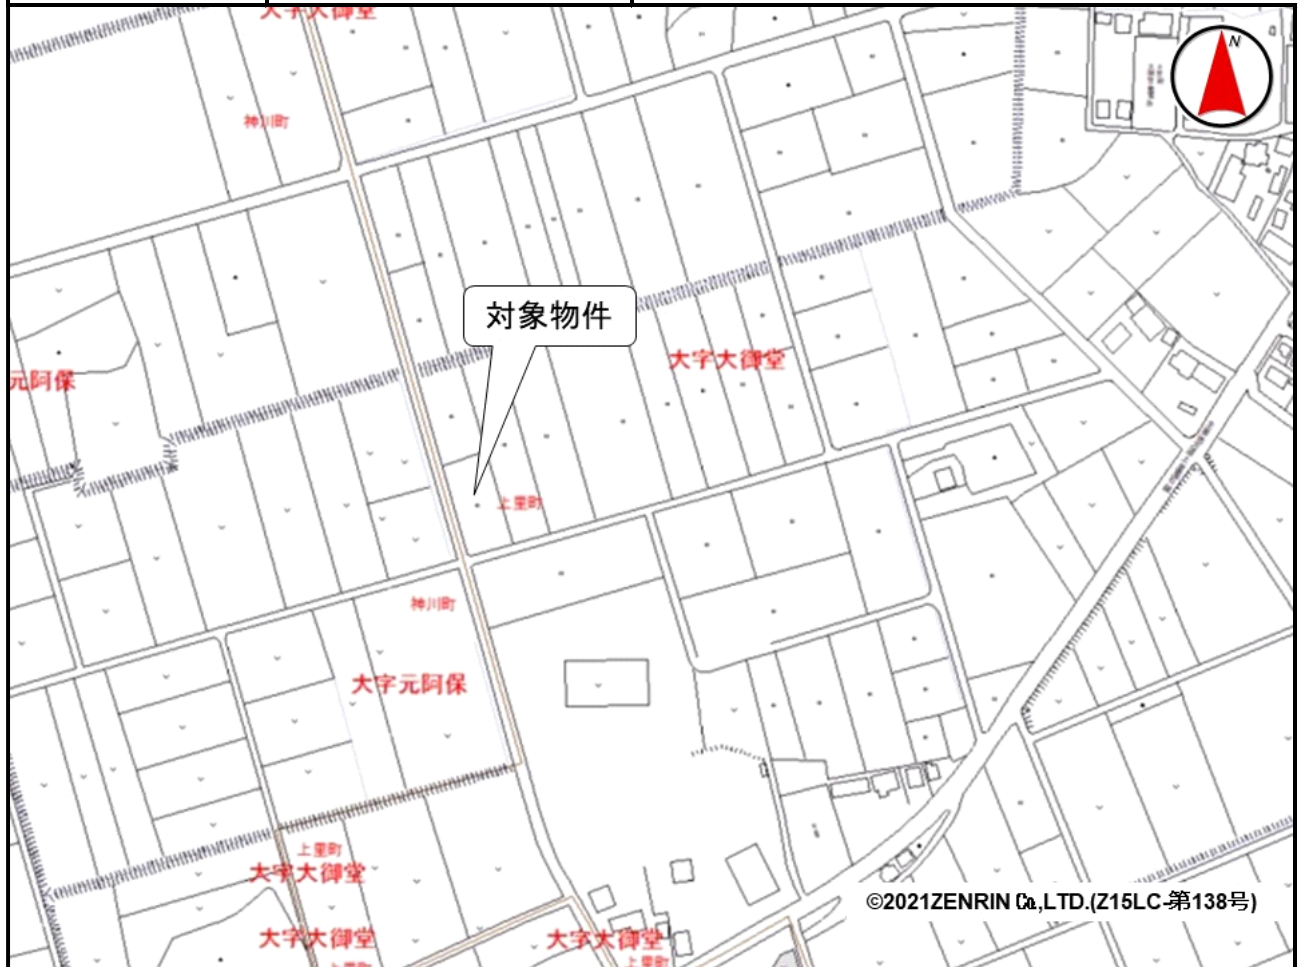 大字大御堂
N
神川町
対象物件
大字大御堂
元阿保
上里町
神川町
大字元阿保
上里町
大字大御堂
©2021ZENRIN Co.,LTD.(Z15LC-第138号)
大字大御堂
大字大御堂
上里町
上里町